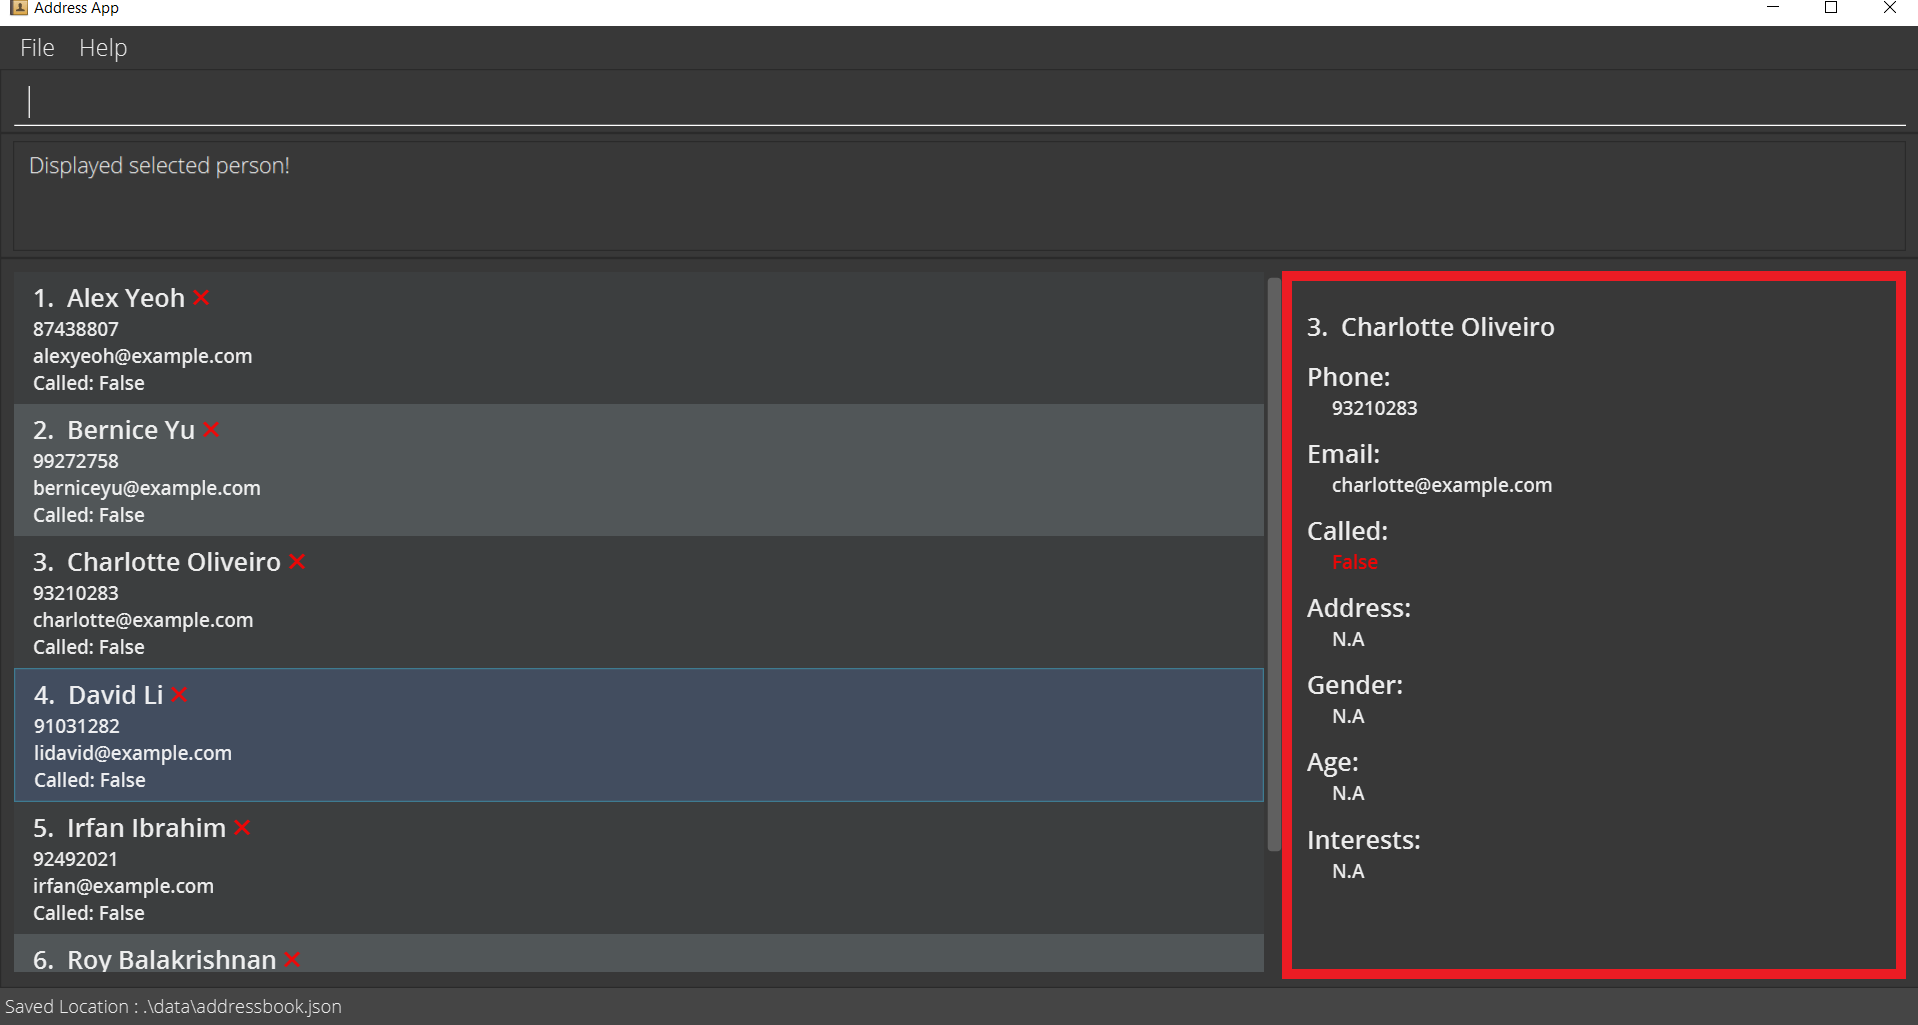 Address App
File Help
Displayed selected person!
1. Alex Yeoh
87438807
alexyeoh@example.com
Called: False
2. Bernice Yu
99272758
berniceyu@example.com
Called: False
3. Charlotte Oliveiro
93210283
charlotte@example.com
Called: False
4. David Li
91031282
lidavid@example.com
Called: False
5. Irfan Ibrahim
92492021
irfan@example.com
Called: False
6. Roy Balakrishnan
3. Charlotte Oliveiro
Phone:
93210283
Email:
charlotte@example.com
Called:
False
Address:
N.A
Gender:
N.A
Age:
N.A
Interests:
N.A
Saved Location : .\data\addressbook.json